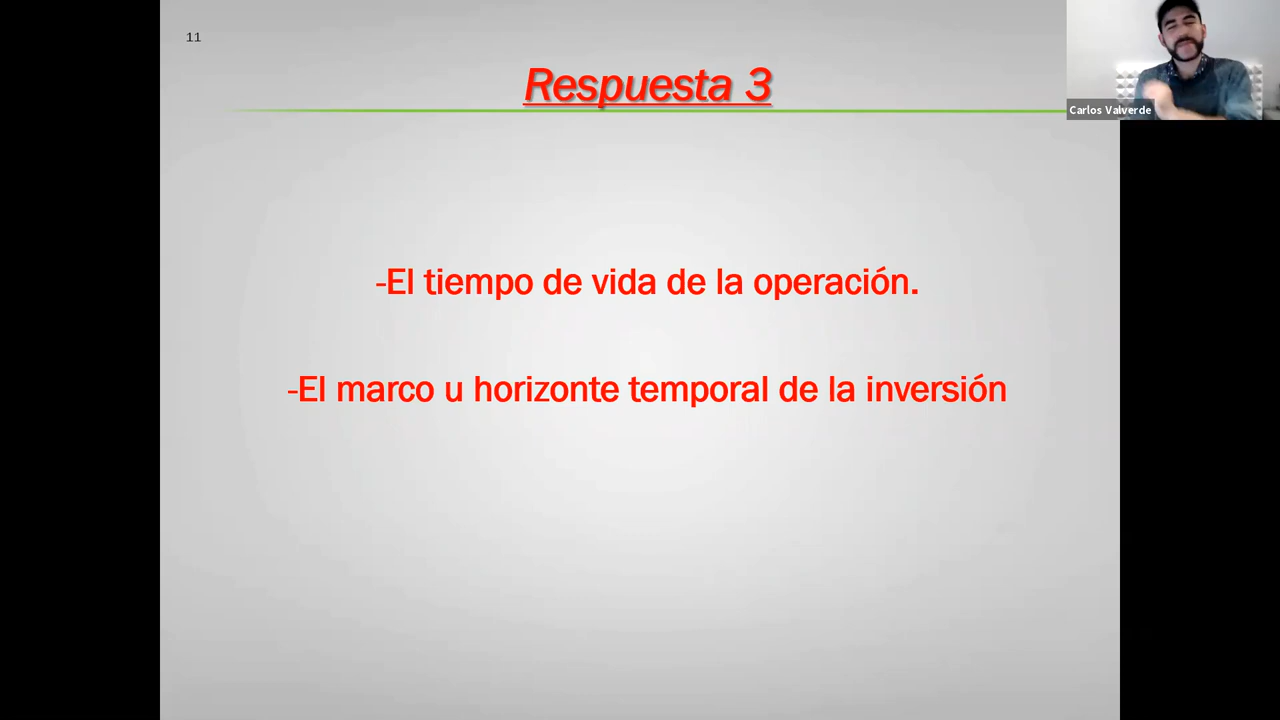 11
Respuesta 3
Carlos Valverde
-El tiempo de vida de la operación.
-El marco u horizonte temporal de la inversión